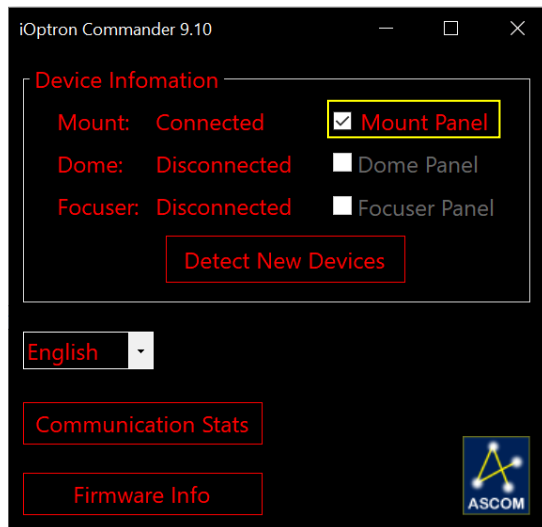 iOptron Commander 9.10
Device Infomation
Mount: Connected Mount Panel
Dome: Disconnected Dome Panel
Focuser: Disconnected Focuser Panel
Detect New Devices
English
Communication Stats
Firmware Info
ASCOM